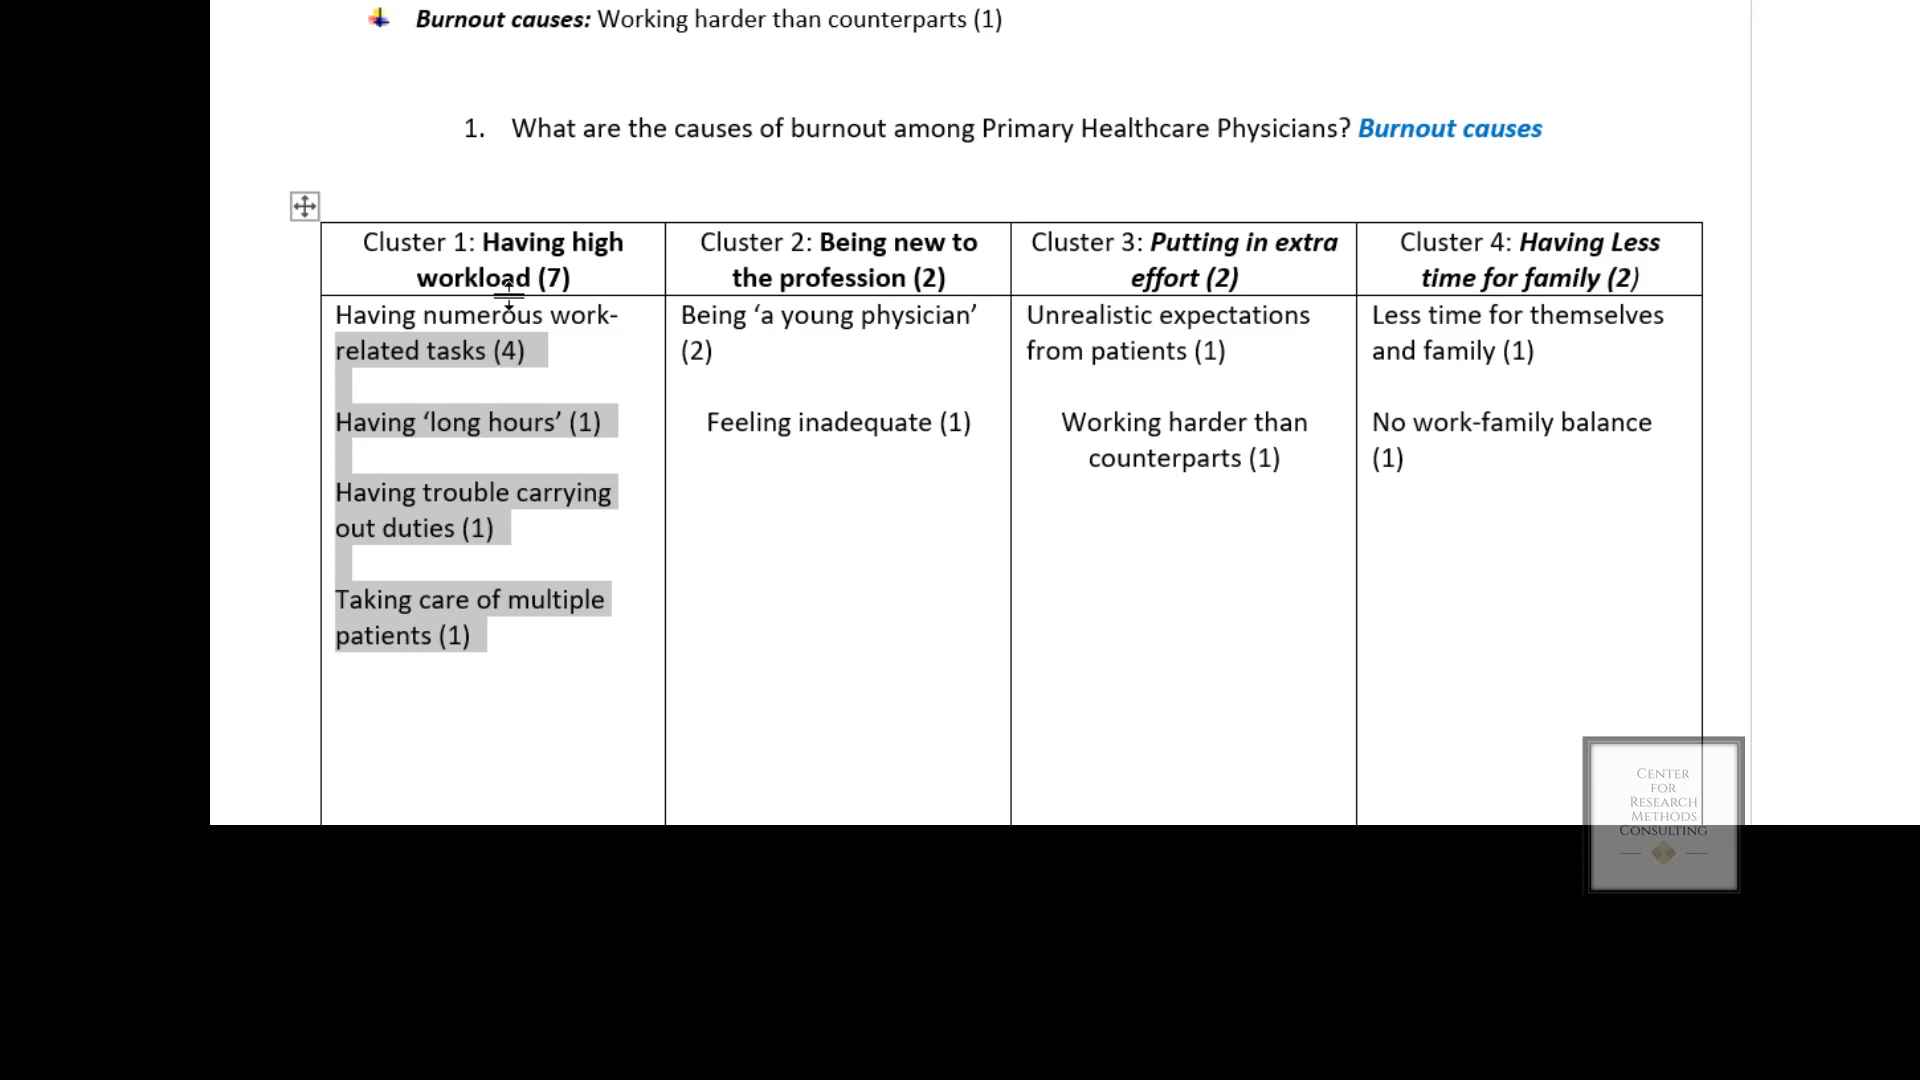 Burnout causes: Working harder than counterparts (1)
1. What are the causes of burnout among Primary Healthcare Physicians? Burnout causes
Cluster 1: Having high
workload (7)
Having numerous work-
related tasks (4)
Having ‘long hours’ (1)
Having trouble carrying
out duties (1)
Taking care of multiple
patients (1)
Cluster 2: Being new to
the profession (2)
Being ‘a young physician’
(2)
Feeling inadequate (1)
Cluster 3: Putting in extra
effort (2)
Unrealistic expectations
from patients (1)
Working harder than
counterparts (1)
Cluster 4: Having Less
time for family (2)
Less time for themselves
and family (1)
No work-family balance
(1)
CENTER
FOR
RESEARCH
METHODS
CONSULTING